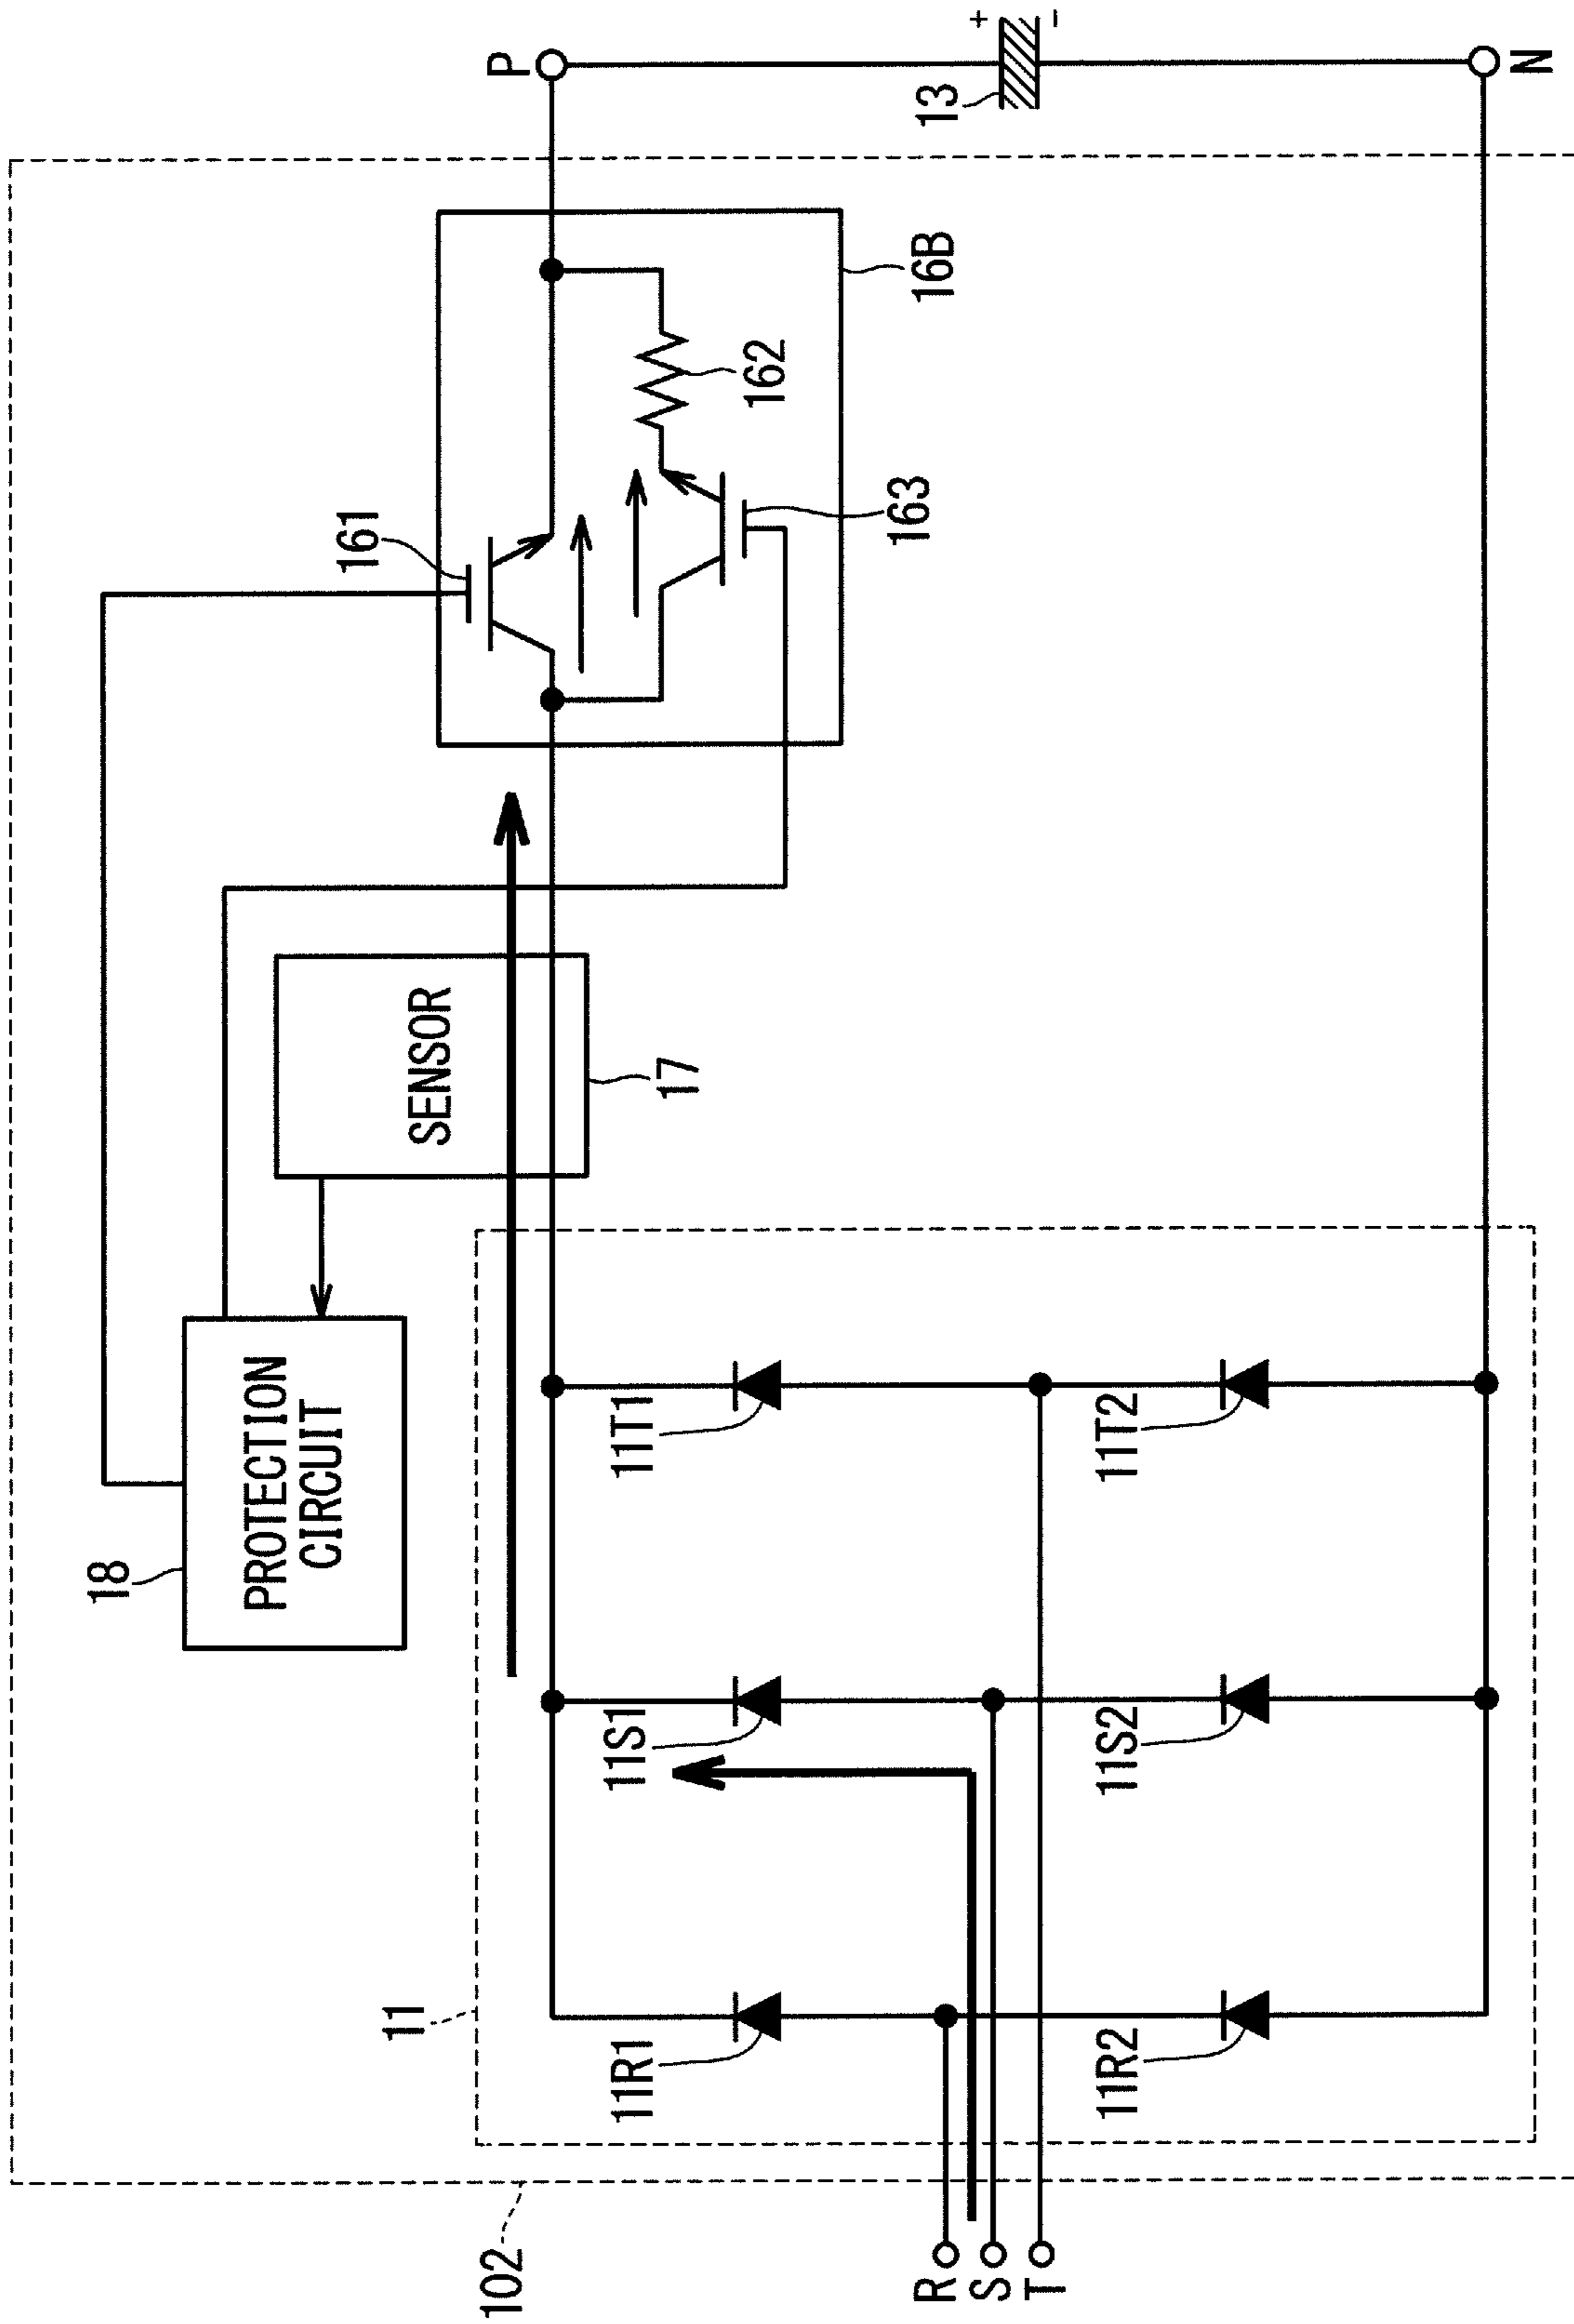 102
11
18
PROTECTION
CIRCUIT
SENSOR
17
161
162
163
16B
P
13
+
−
N
11R1
11S1
11T1
11R2
11S2
11T2
R
S
T